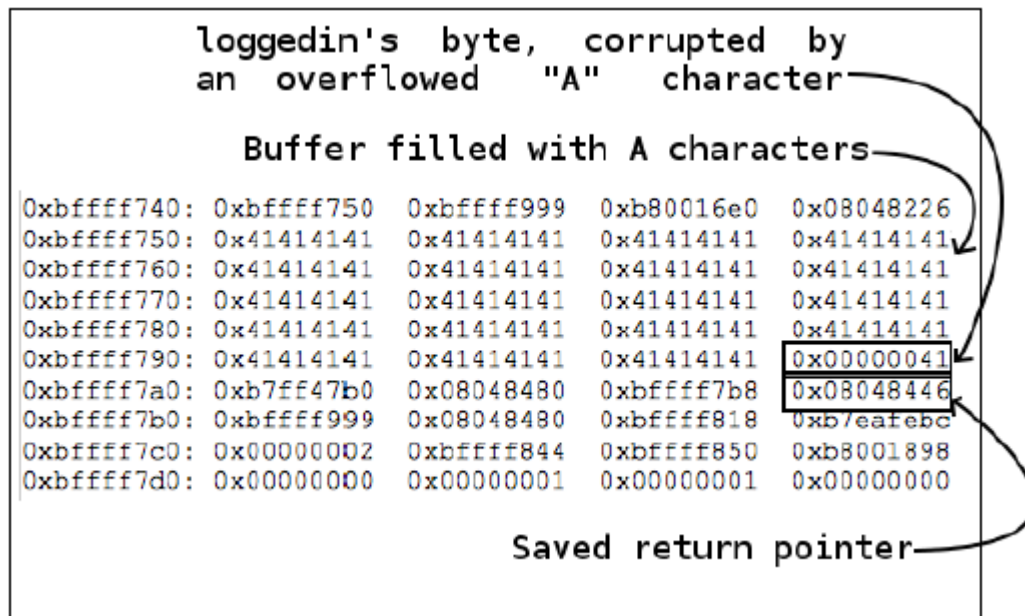 loggedin's byte, corrupted by
an overflowed "A" character
Buffer filled with A characters
0xbffff740: 0xbffff750 0xbffff999 0xb80016e0 0x08048226
0xbffff750: 0x41414141 0x41414141 0x41414141 0x41414141
0xbffff760: 0x41414141 0x41414141 0x41414141 0x41414141
0xbffff770: 0x41414141 0x41414141 0x41414141 0x41414141
0xbffff780: 0x41414141 0x41414141 0x41414141 0x41414141
0xbffff790: 0x41414141 0x41414141 0x41414141 0x00000041
0xbffff7a0: 0xb7ff47b0 0x08048480 0xbffff7b8 0x08048446
0xbffff7b0: 0xbffff999 0x08048480 0xbffff818 0xb7eafebc
0xbffff7c0: 0x00000002 0xbffff844 0xbffff850 0xb8001898
0xbffff7d0: 0x00000000 0x00000001 0x00000001 0x00000000
Saved return pointer